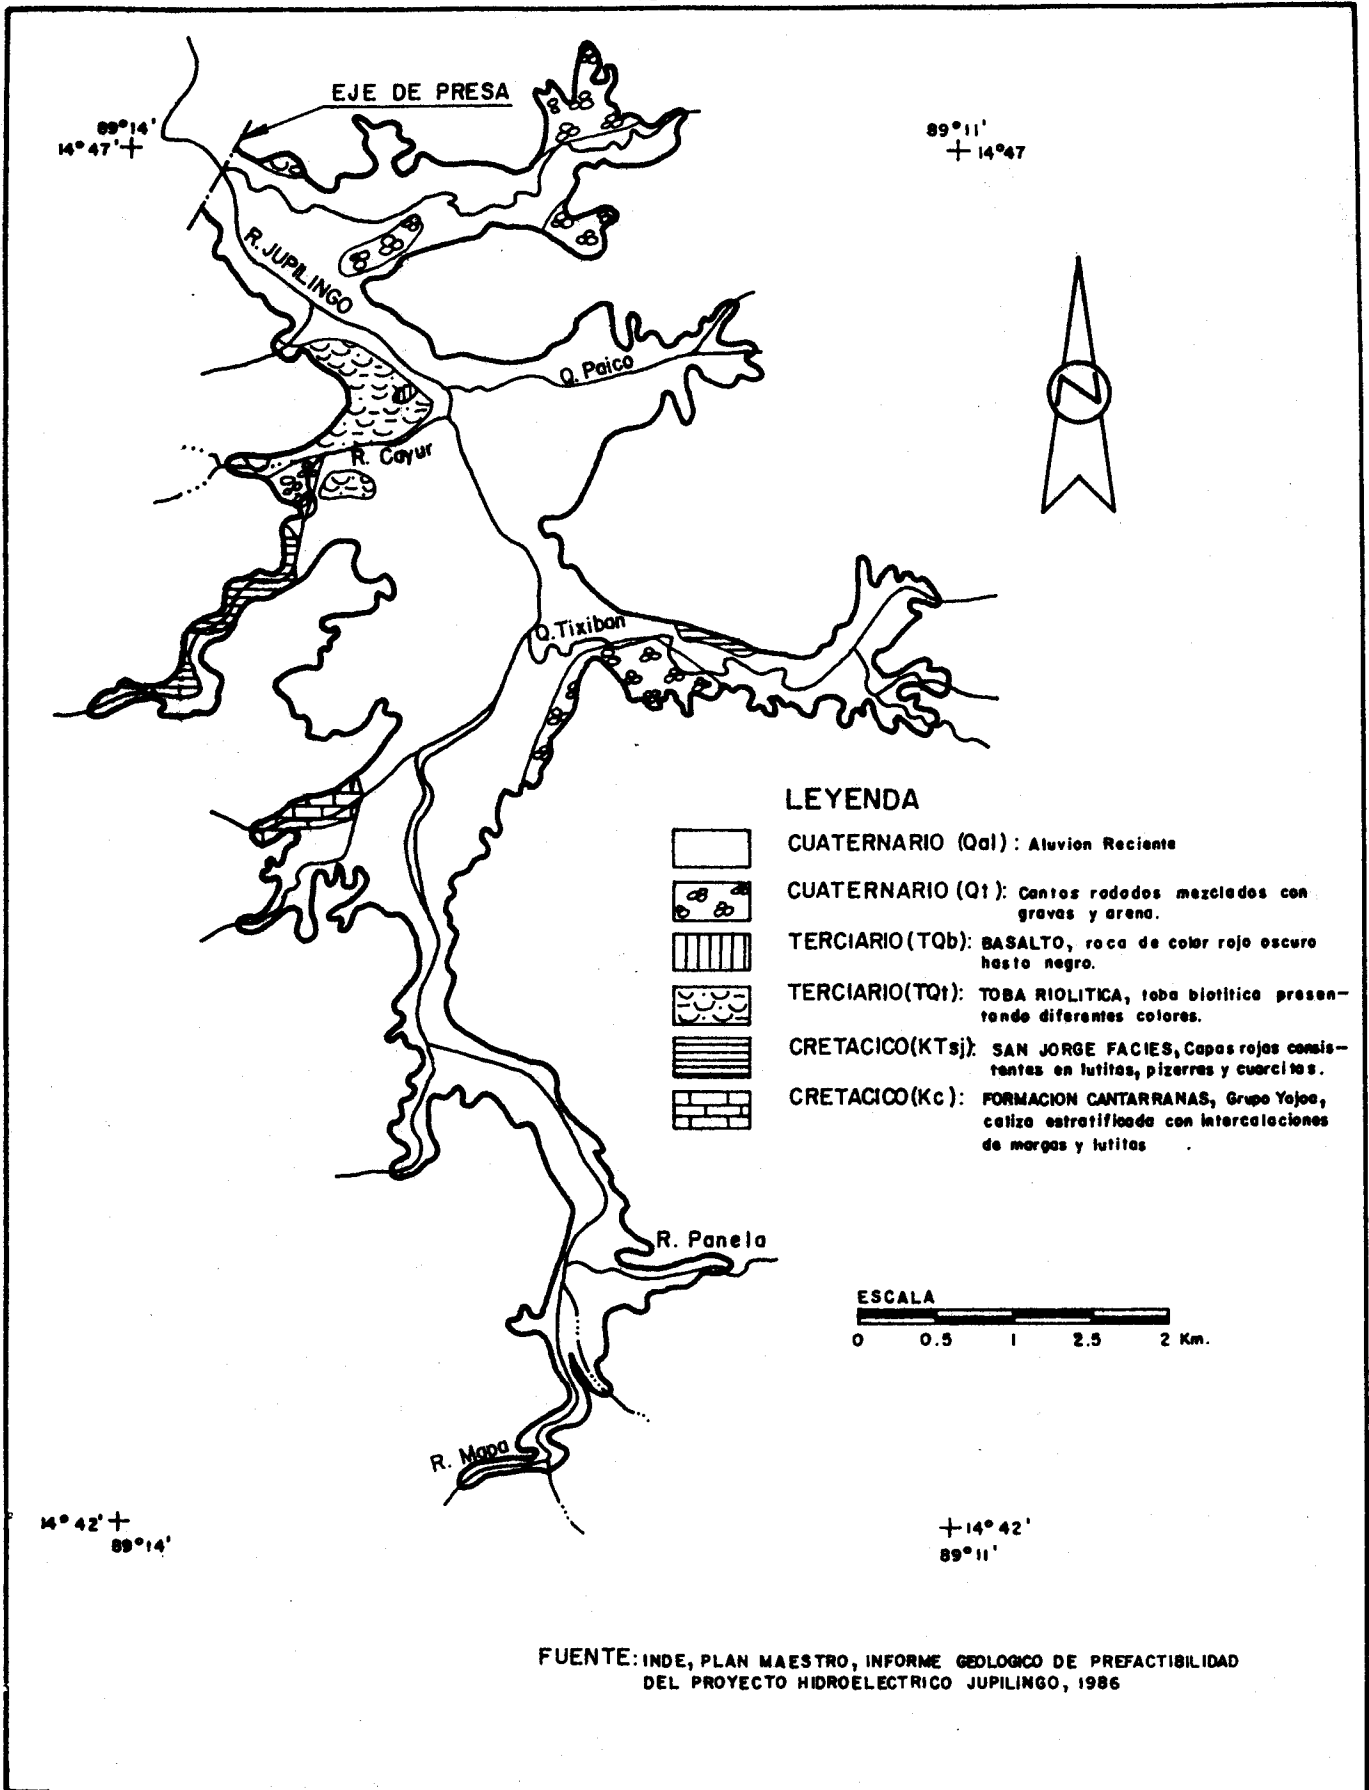 EJE DE PRESA
89°14'
14°47'
89°11'
14°47
R. JUPILINGO
Q. Paico
N
R. Cayur
Q. Tixiban
LEYENDA
CUATERNARIO (Qal) : Aluvion Reciente
CUATERNARIO (Qt): Cantos rodados mezclados con
gravas y arena.
TERCIARIO (TQb): BASALTO, roca de color rojo oscuro
hasta negro.
TERCIARIO (TQt): TOBA RIOLITICA, toba biotitica presen-
tando diferentes colores.
CRETACICO (KTsj): SAN JORGE FACIES, Capas rojas consis-
tentes en lutitas, pizarras y cuarcitas.
CRETACICO (Kc): FORMACION CANTARRANAS, Grupo Yojoa,
caliza estratificada con intercalaciones
de margas y lutitas .
R. Panela
ESCALA
0 0.5 1 2.5 2 Km.
R. Mapa
14°42'
89°14'
14°42'
89°11'
FUENTE: INDE, PLAN MAESTRO, INFORME GEOLOGICO DE PREFACTIBILIDAD
DEL PROYECTO HIDROELECTRICO JUPILINGO, 1986